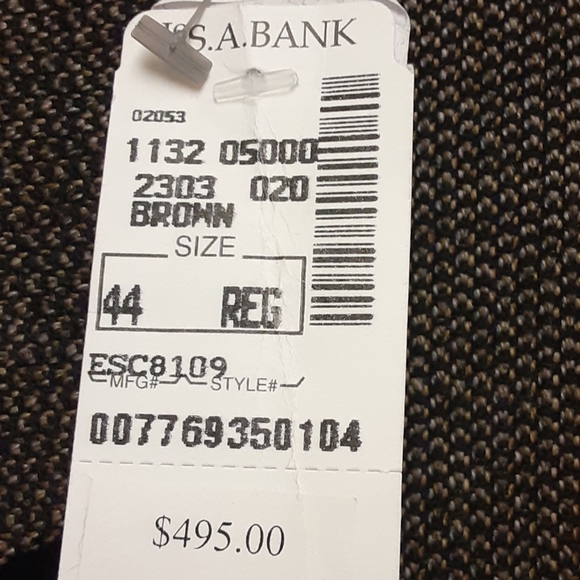 S.A.BANK
02053
1132 05000
2303 020
BROWN
SIZE
44 REG
ESC8109
MFG# STYLE#
007769350104
$495.00